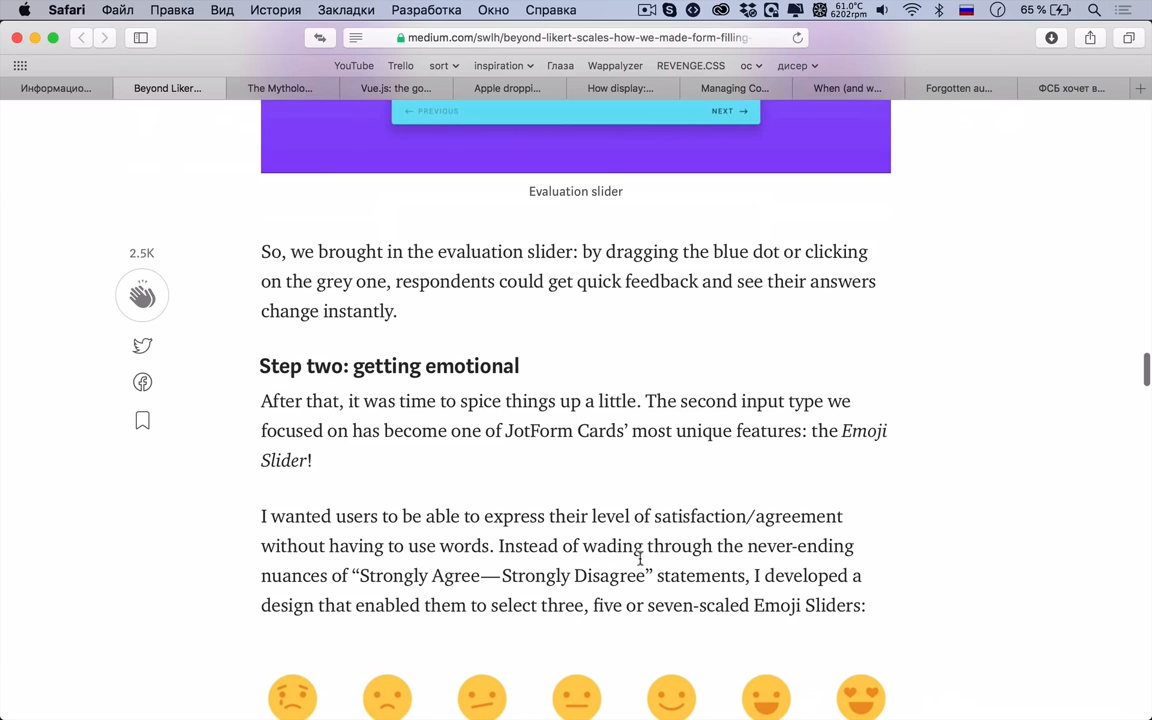 Safari Файл Правка Вид История Закладки Разработка Окно Справка 61.0°C 6202rpm 65 %
medium.com/swlh/beyond-likert-scales-how-we-made-form-filling-
YouTube Trello sort inspiration Глаза Wappalyzer REVENGE.CSS ос дисер
Информацио... Beyond Liker... The Mytholo... Vue.js: the go... Apple droppi... How display:... Managing Co... When (and w... Forgotten au... ФСБ хочет в...
← PREVIOUS NEXT →
Evaluation slider
So, we brought in the evaluation slider: by dragging the blue dot or clicking
on the grey one, respondents could get quick feedback and see their answers
change instantly.
2.5K
Step two: getting emotional
After that, it was time to spice things up a little. The second input type we
focused on has become one of JotForm Cards’ most unique features: the Emoji
Slider!
I wanted users to be able to express their level of satisfaction/agreement
without having to use words. Instead of wading through the never-ending
nuances of “Strongly Agree — Strongly Disagree” statements, I developed a
design that enabled them to select three, five or seven-scaled Emoji Sliders: